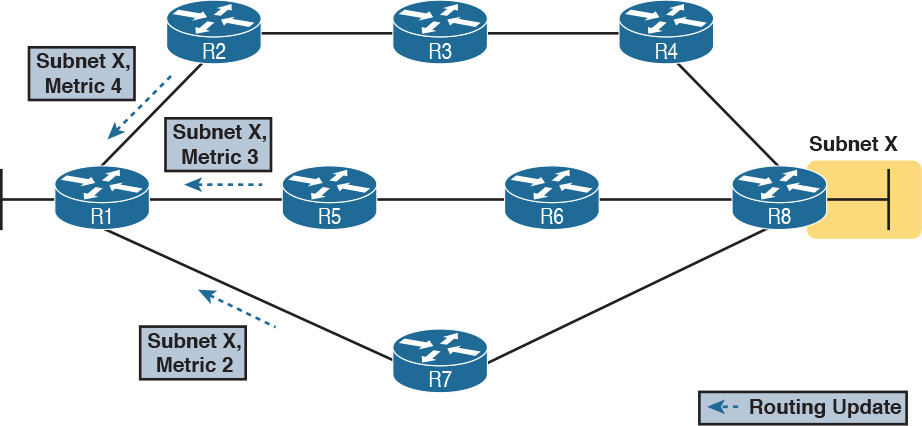 R2
R3
R4
Subnet X,
Metric 4
Subnet X,
Metric 3
Subnet X
R1
R5
R6
R8
Subnet X,
Metric 2
R7
Routing Update